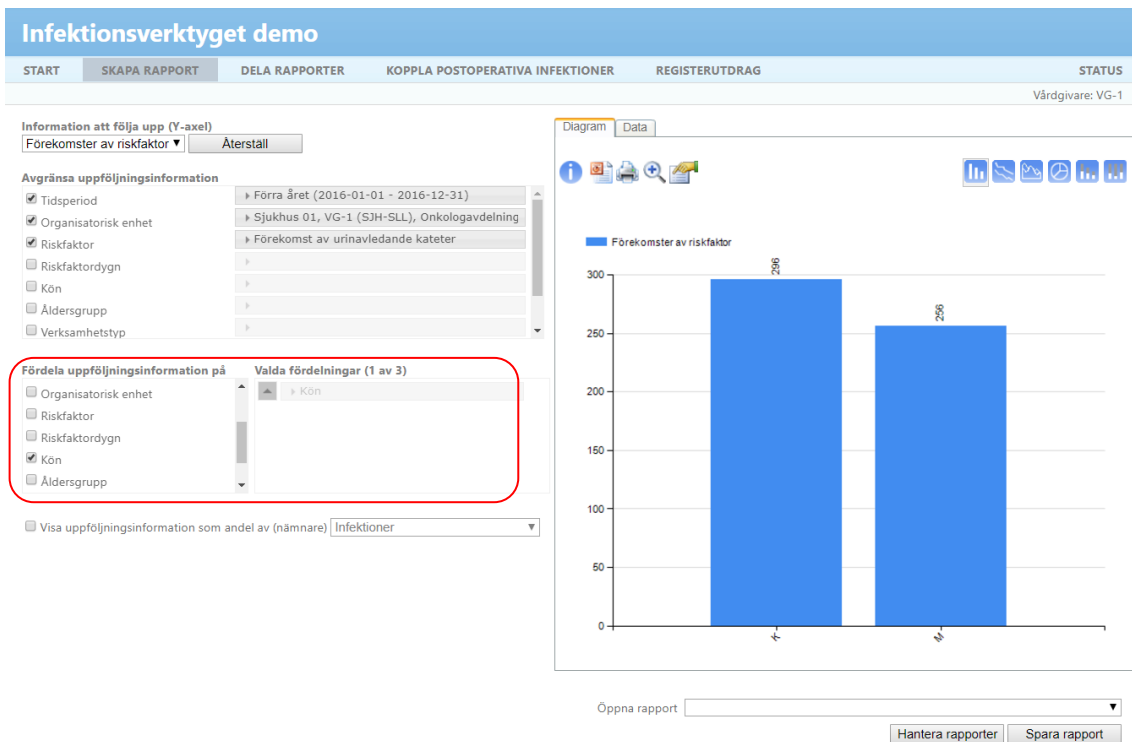 Infektionsverktyget demo
START SKAPA RAPPORT DELA RAPPORTER KOPPLA POSTOPERATIVA INFEKTIONER REGISTERUTDRAG STATUS
Vårdgivare: VG-1
Information att följa upp (Y-axel)
Förekomster av riskfaktor Återställ
Avgränsa uppföljningsinformation
Tidsperiod Förra året (2016-01-01 - 2016-12-31)
Organisatorisk enhet Sjukhus 01, VG-1 (SJH-SLL), Onkologavdelning
Riskfaktor Förekomst av urinavledande kateter
Riskfaktordygn
Kön
Åldersgrupp
Verksamhetstyp
Fördela uppföljningsinformation på Valda fördelningar (1 av 3)
Organisatorisk enhet Kön
Riskfaktor
Riskfaktordygn
Kön
Åldersgrupp
Visa uppföljningsinformation som andel av (nämnare) Infektioner
Diagram Data
Förekomster av riskfaktor
300
250
200
150
100
50
0
296
256
K
M
Öppna rapport
Hantera rapporter Spara rapport